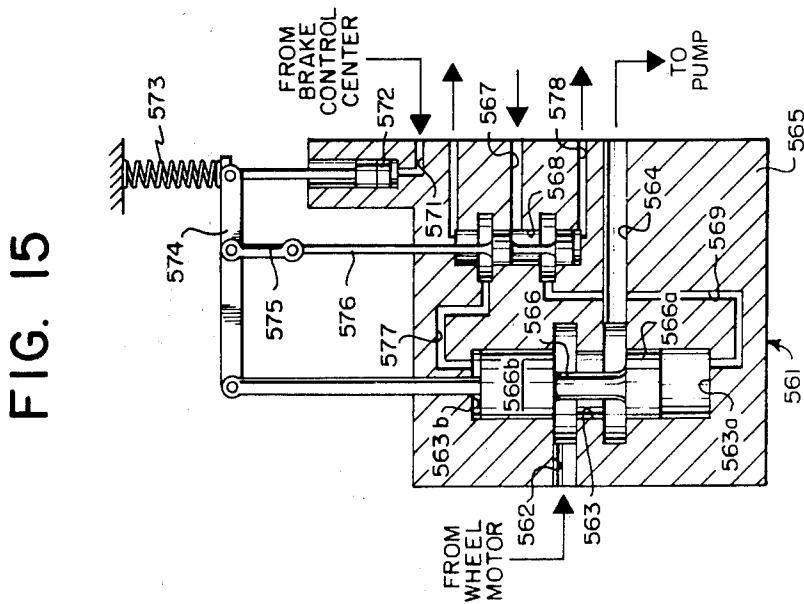 FIG. 15
573
574
575
576
577
FROM
BRAKE
CONTROL
CENTER
572
571
567
568
578
TO
PUMP
564
565
569
566
566a
566b
563b
563a
561
562
563
FROM
WHEEL
MOTOR